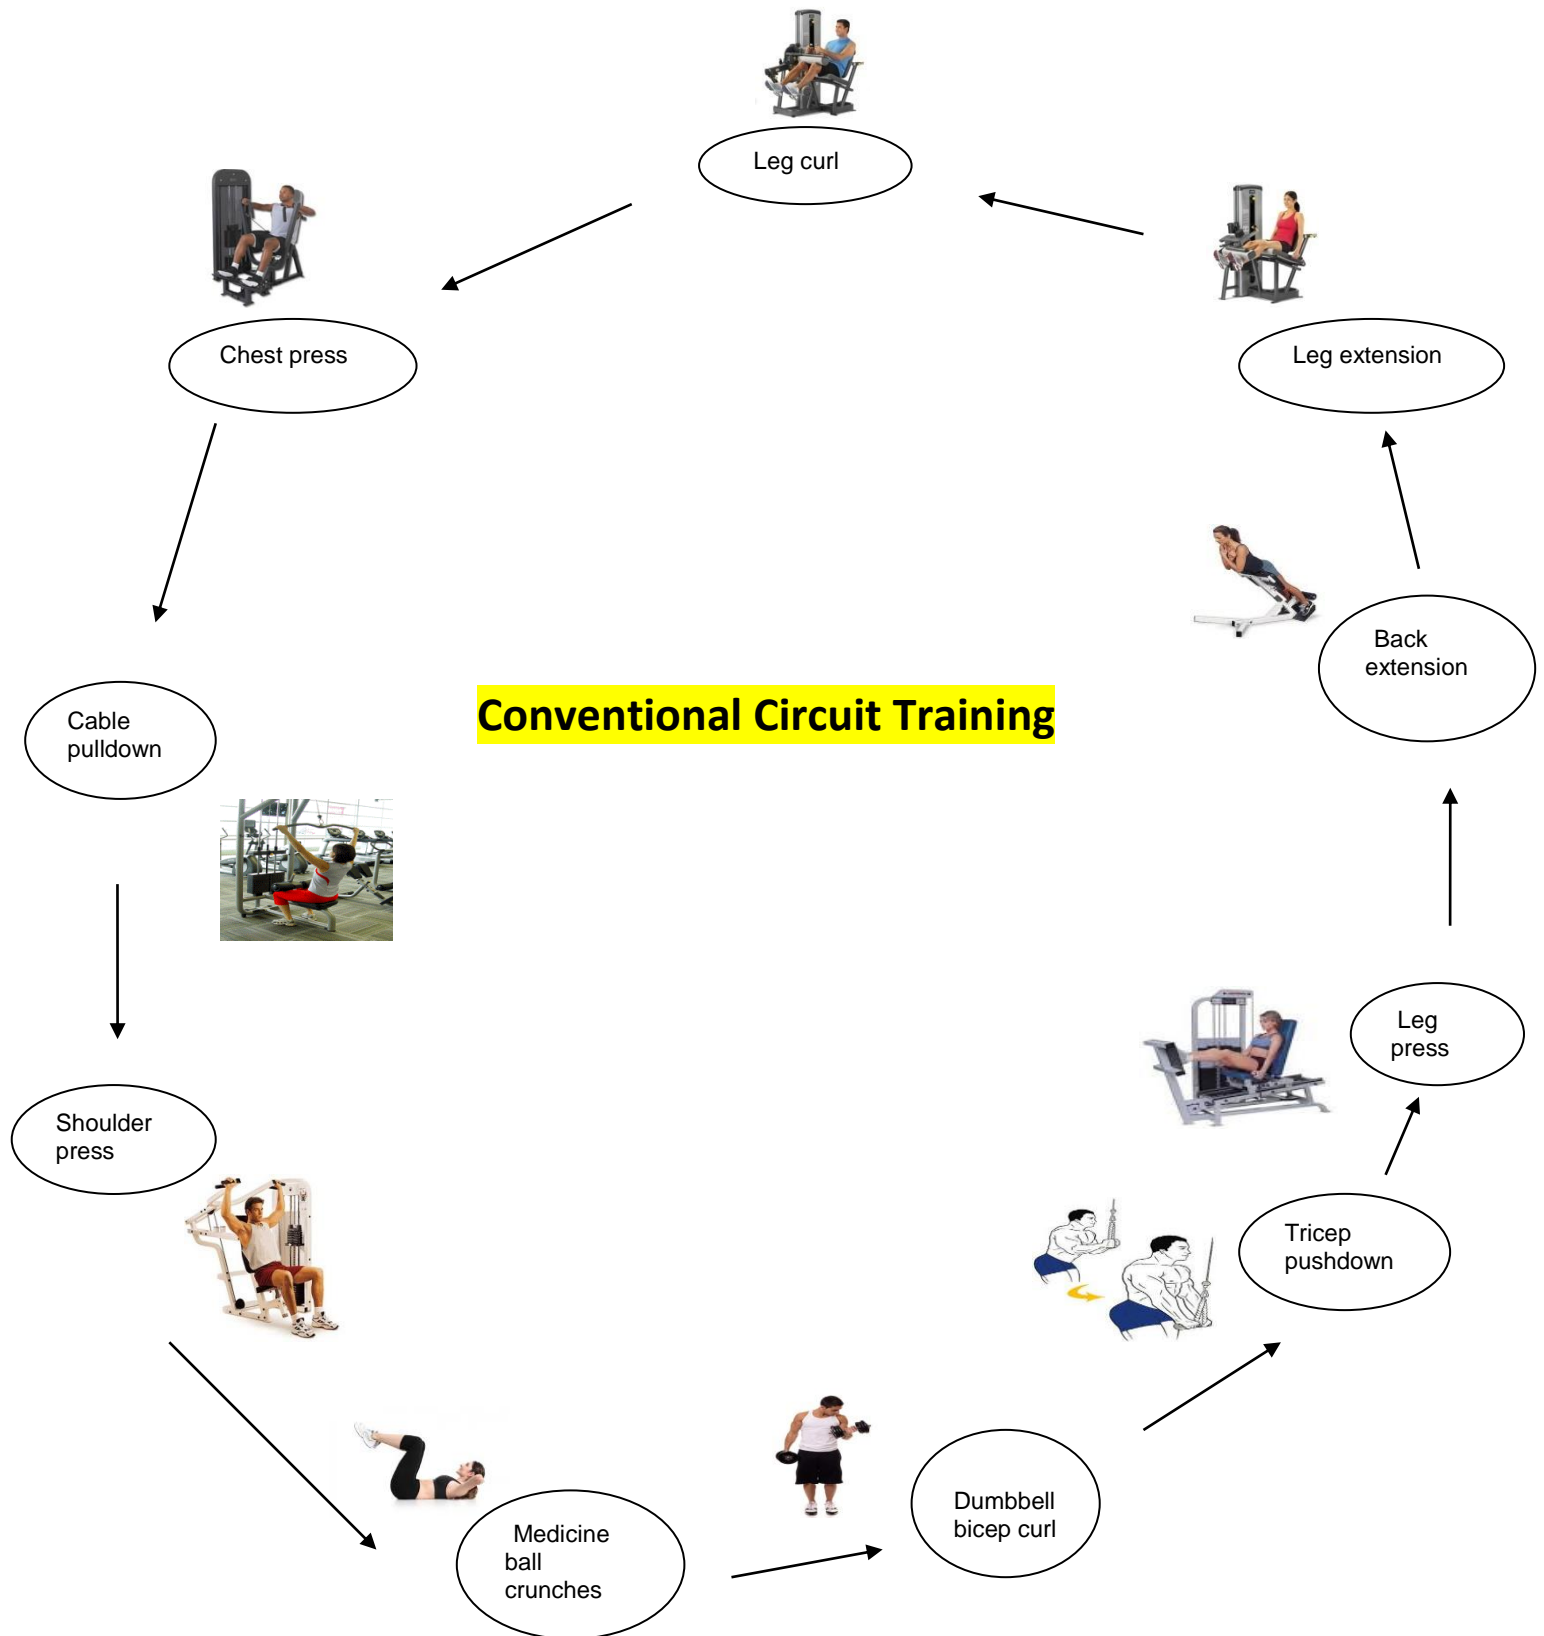 Leg curl
Chest press
Leg extension
Back
extension
Conventional Circuit Training
Cable
pulldown
Leg
press
Shoulder
press
Tricep
pushdown
Dumbbell
bicep curl
Medicine
ball
crunches